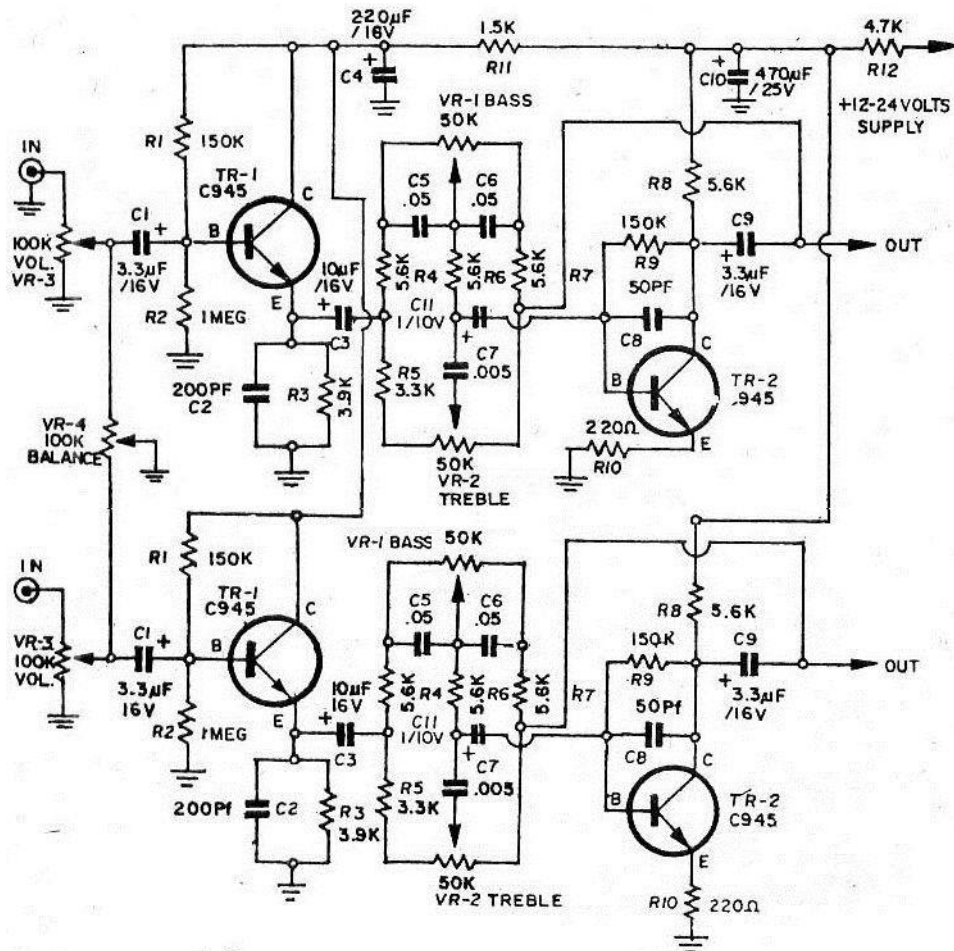 220µF
/16V
1.5K
R11
4.7K
R12
C4
+
C10
+
470µF
/25V
+12-24 VOLTS
SUPPLY
VR-1 BASS
50K
IN
R1
150K
TR-1
C945
C
B
E
C1
+
3.3µF
/16V
100K
VOL.
VR-3
R2
1 MEG
10µF
/16V
+
C3
C5
.05
C6
.05
5.6K
R4
5.6K
R6
5.6K
R7
C11
1/10V
+
R5
3.3K
C7
.005
200PF
C2
R3
3.9K
50K
VR-2
TREBLE
R8
5.6K
150K
R9
C9
+
3.3µF
/16V
OUT
50PF
C8
C
B
E
TR-2
.945
220Ω
R10
VR-4
100K
BALANCE
IN
R1
150K
TR-1
C945
C
B
E
VR-3
100K
VOL.
C1
+
3.3µF
16V
R2
1MEG
10µF
16V
+
C3
VR-1 BASS
50K
C5
.05
C6
.05
5.6K
R4
5.6K
R6
5.6K
R7
C11
1/10V
+
R5
3.3K
C7
.005
200Pf
C2
R3
3.9K
50K
VR-2 TREBLE
R8
5.6K
150K
R9
C9
+
3.3µF
/16V
OUT
50Pf
C8
C
B
E
TR-2
C945
R10
220Ω